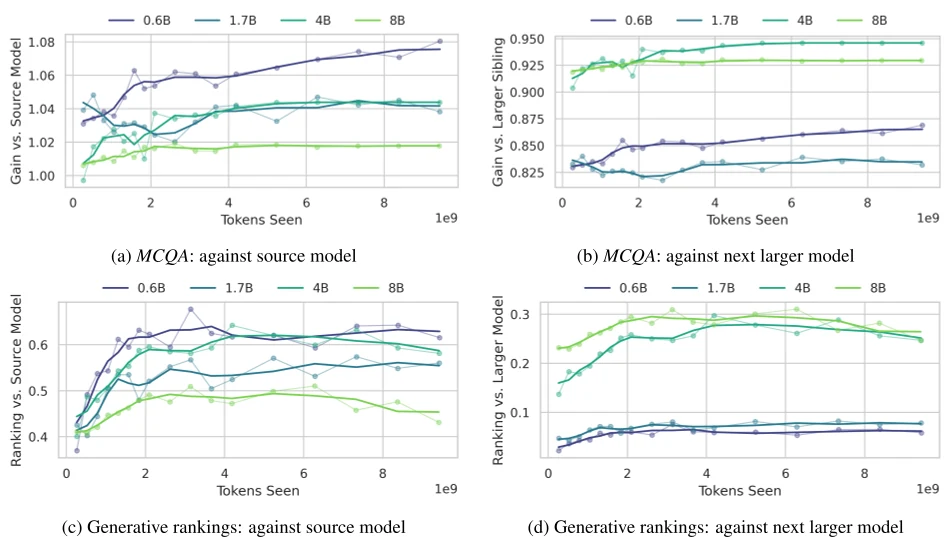 0.6B 1.7B 4B 8B
Gain vs. Source Model
1.08
1.06
1.04
1.02
1.00
0 2 4 6 8
1e9
Tokens Seen
(a) MCQA: against source model
0.6B 1.7B 4B 8B
Gain vs. Larger Sibling
0.950
0.925
0.900
0.875
0.850
0.825
0 2 4 6 8
1e9
Tokens Seen
(b) MCQA: against next larger model
0.6B 1.7B 4B 8B
Ranking vs. Source Model
0.6
0.5
0.4
0 2 4 6 8
1e9
Tokens Seen
(c) Generative rankings: against source model
0.6B 1.7B 4B 8B
Ranking vs. Larger Model
0.3
0.2
0.1
0 2 4 6 8
1e9
Tokens Seen
(d) Generative rankings: against next larger model